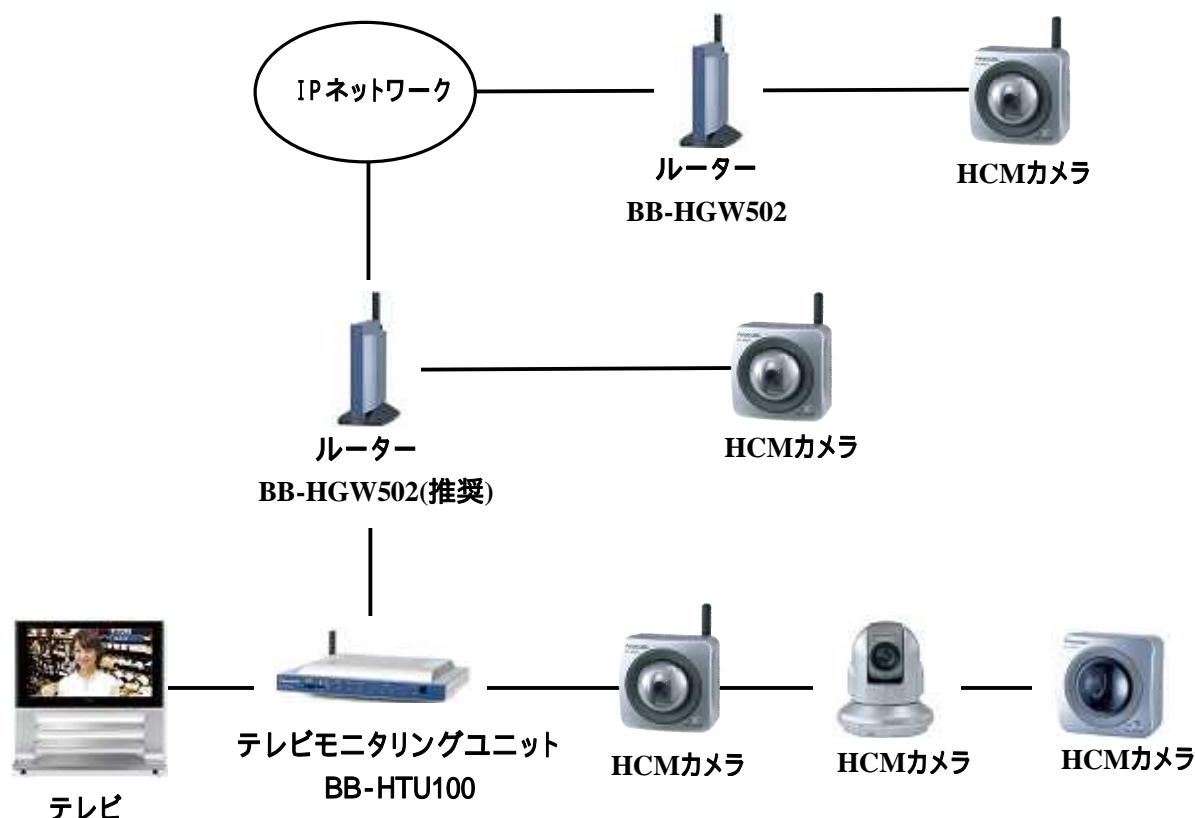 IPネットワーク
ルーター
BB-HGW502
HCMカメラ
ルーター
BB-HGW502(推奨)
HCMカメラ
テレビ
テレビモニタリングユニット
BB-HTU100
HCMカメラ
HCMカメラ
HCMカメラ